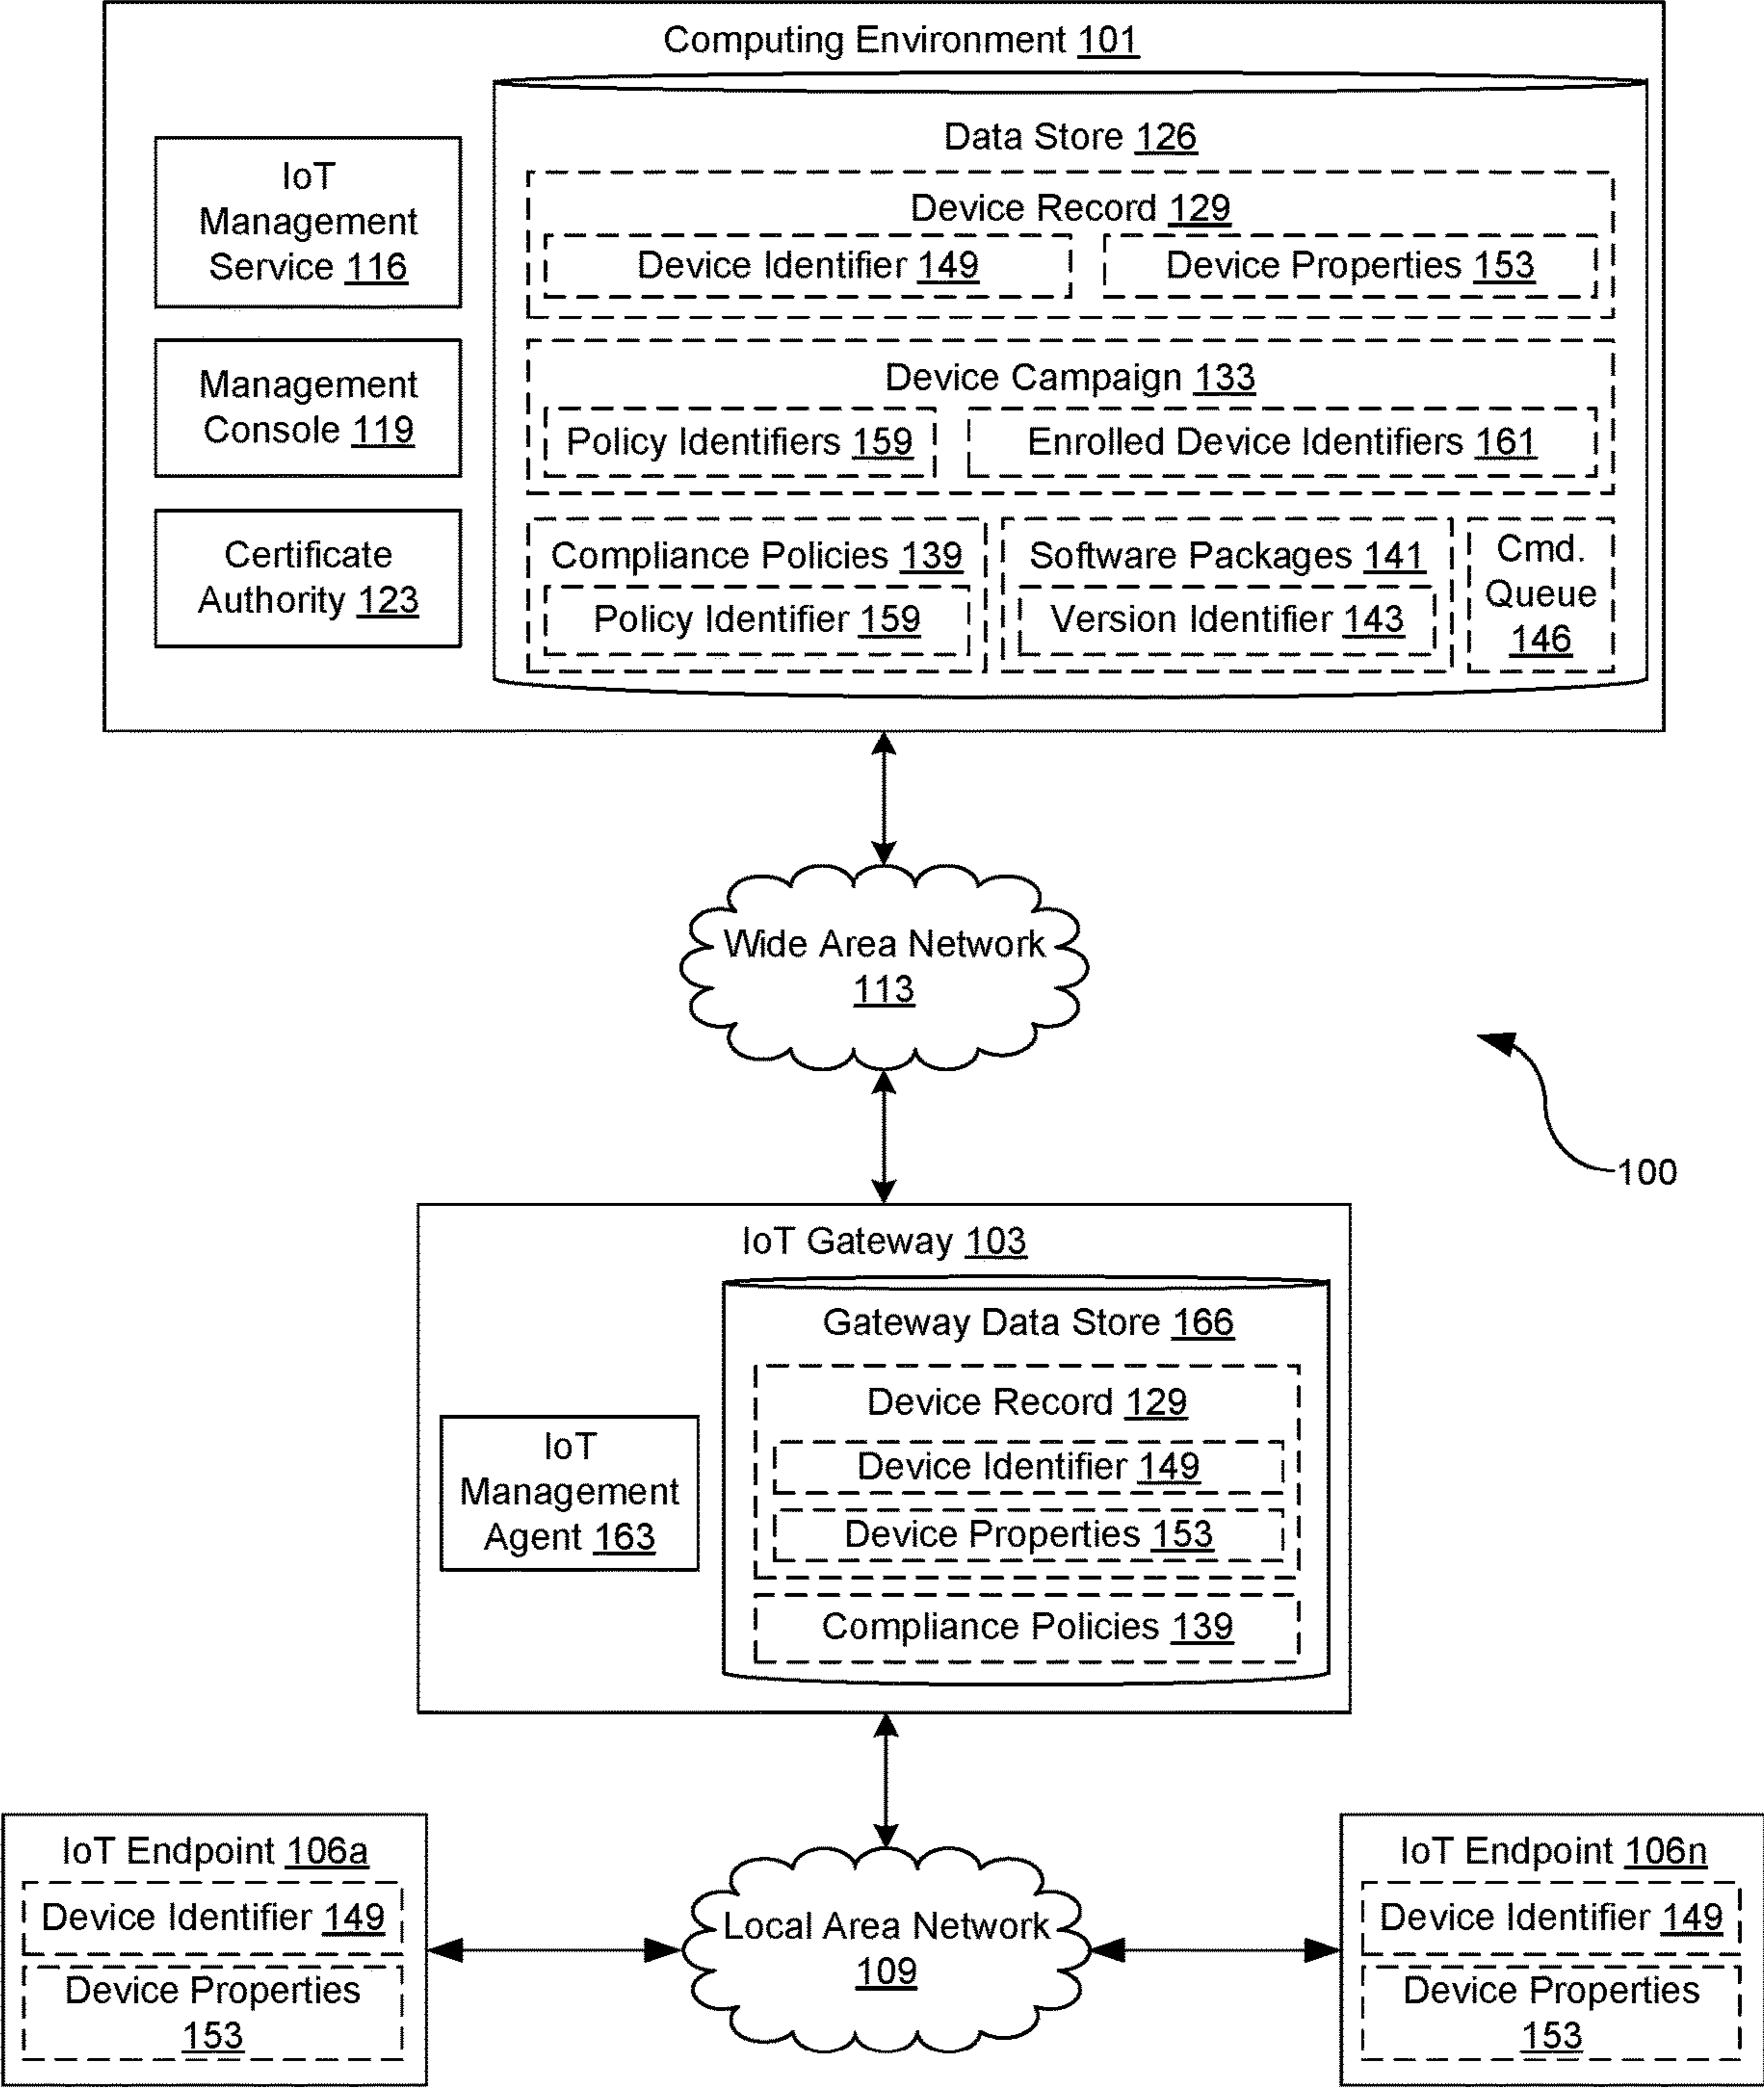 Computing Environment 101
IoT
Management
Service 116
Management
Console 119
Certificate
Authority 123
Data Store 126
Device Record 129
Device Identifier 149
Device Properties 153
Device Campaign 133
Policy Identifiers 159
Enrolled Device Identifiers 161
Compliance Policies 139
Policy Identifier 159
Software Packages 141
Version Identifier 143
Cmd.
Queue
146
Wide Area Network
113
100
IoT Gateway 103
IoT
Management
Agent 163
Gateway Data Store 166
Device Record 129
Device Identifier 149
Device Properties 153
Compliance Policies 139
IoT Endpoint 106a
Device Identifier 149
Device Properties
153
Local Area Network
109
IoT Endpoint 106n
Device Identifier 149
Device Properties
153